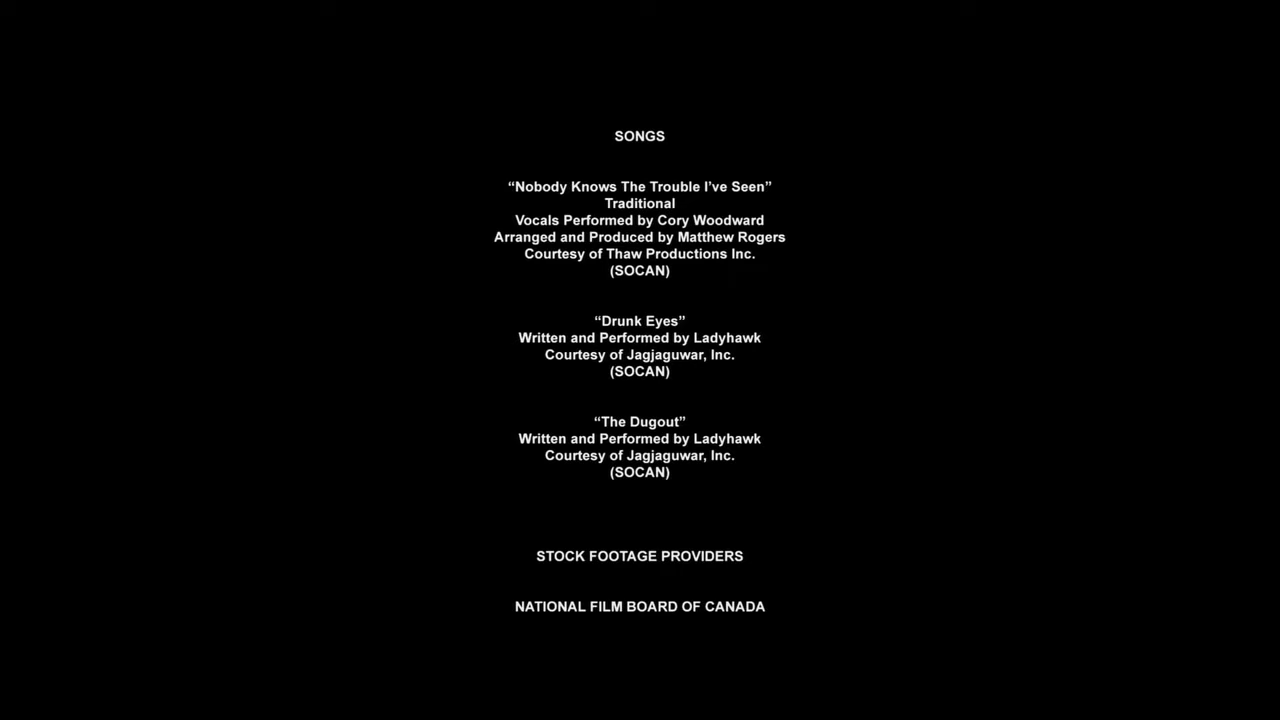 SONGS
“Nobody Knows The Trouble I’ve Seen”
Traditional
Vocals Performed by Cory Woodward
Arranged and Produced by Matthew Rogers
Courtesy of Thaw Productions Inc.
(SOCAN)
“Drunk Eyes”
Written and Performed by Ladyhawk
Courtesy of Jagjaguwar, Inc.
(SOCAN)
“The Dugout”
Written and Performed by Ladyhawk
Courtesy of Jagjaguwar, Inc.
(SOCAN)
STOCK FOOTAGE PROVIDERS
NATIONAL FILM BOARD OF CANADA